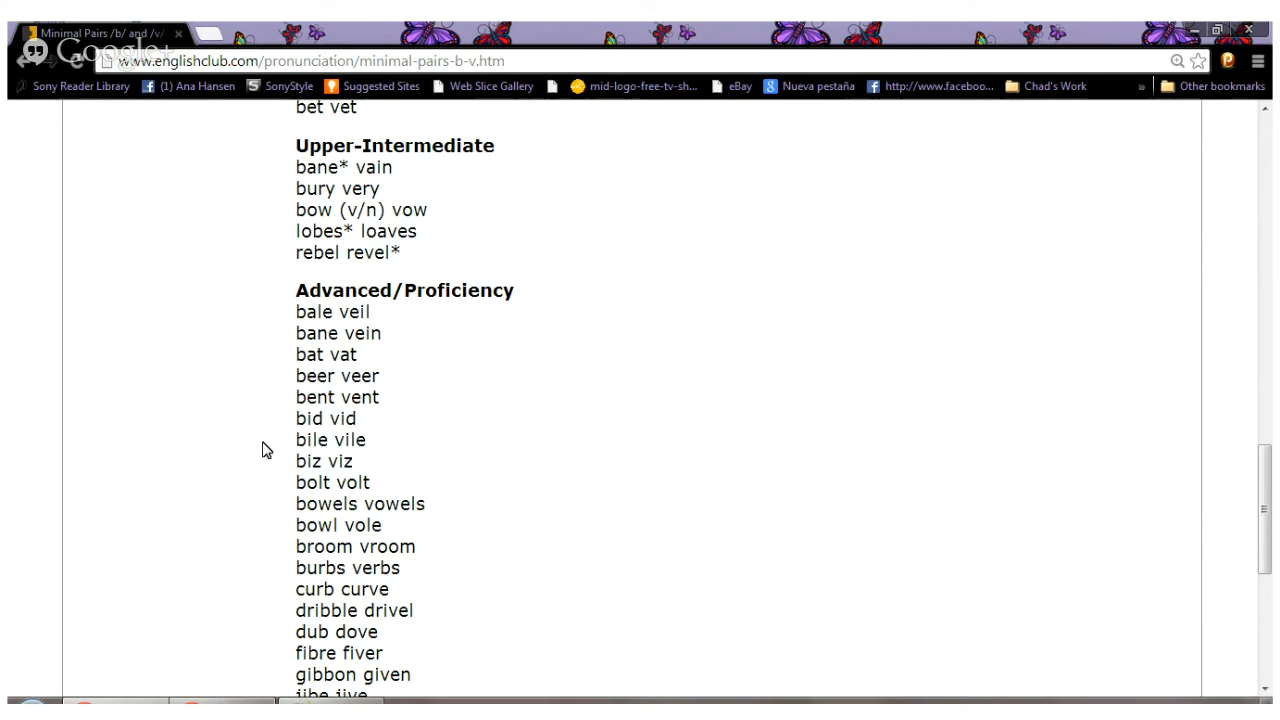 Minimal Pairs /b/ and /v/
Google+
www.englishclub.com/pronunciation/minimal-pairs-b-v.htm
Sony Reader Library (1) Ana Hansen SonyStyle Suggested Sites Web Slice Gallery mid-logo-free-tv-sh... eBay Nueva pestaña http://www.faceboo... Chad's Work » Other bookmarks
bet vet
Upper-Intermediate
bane* vain
bury very
bow (v/n) vow
lobes* loaves
rebel revel*
Advanced/Proficiency
bale veil
bane vein
bat vat
beer veer
bent vent
bid vid
bile vile
biz viz
bolt volt
bowels vowels
bowl vole
broom vroom
burbs verbs
curb curve
dribble drivel
dub dove
fibre fiver
gibbon given
jibe jive